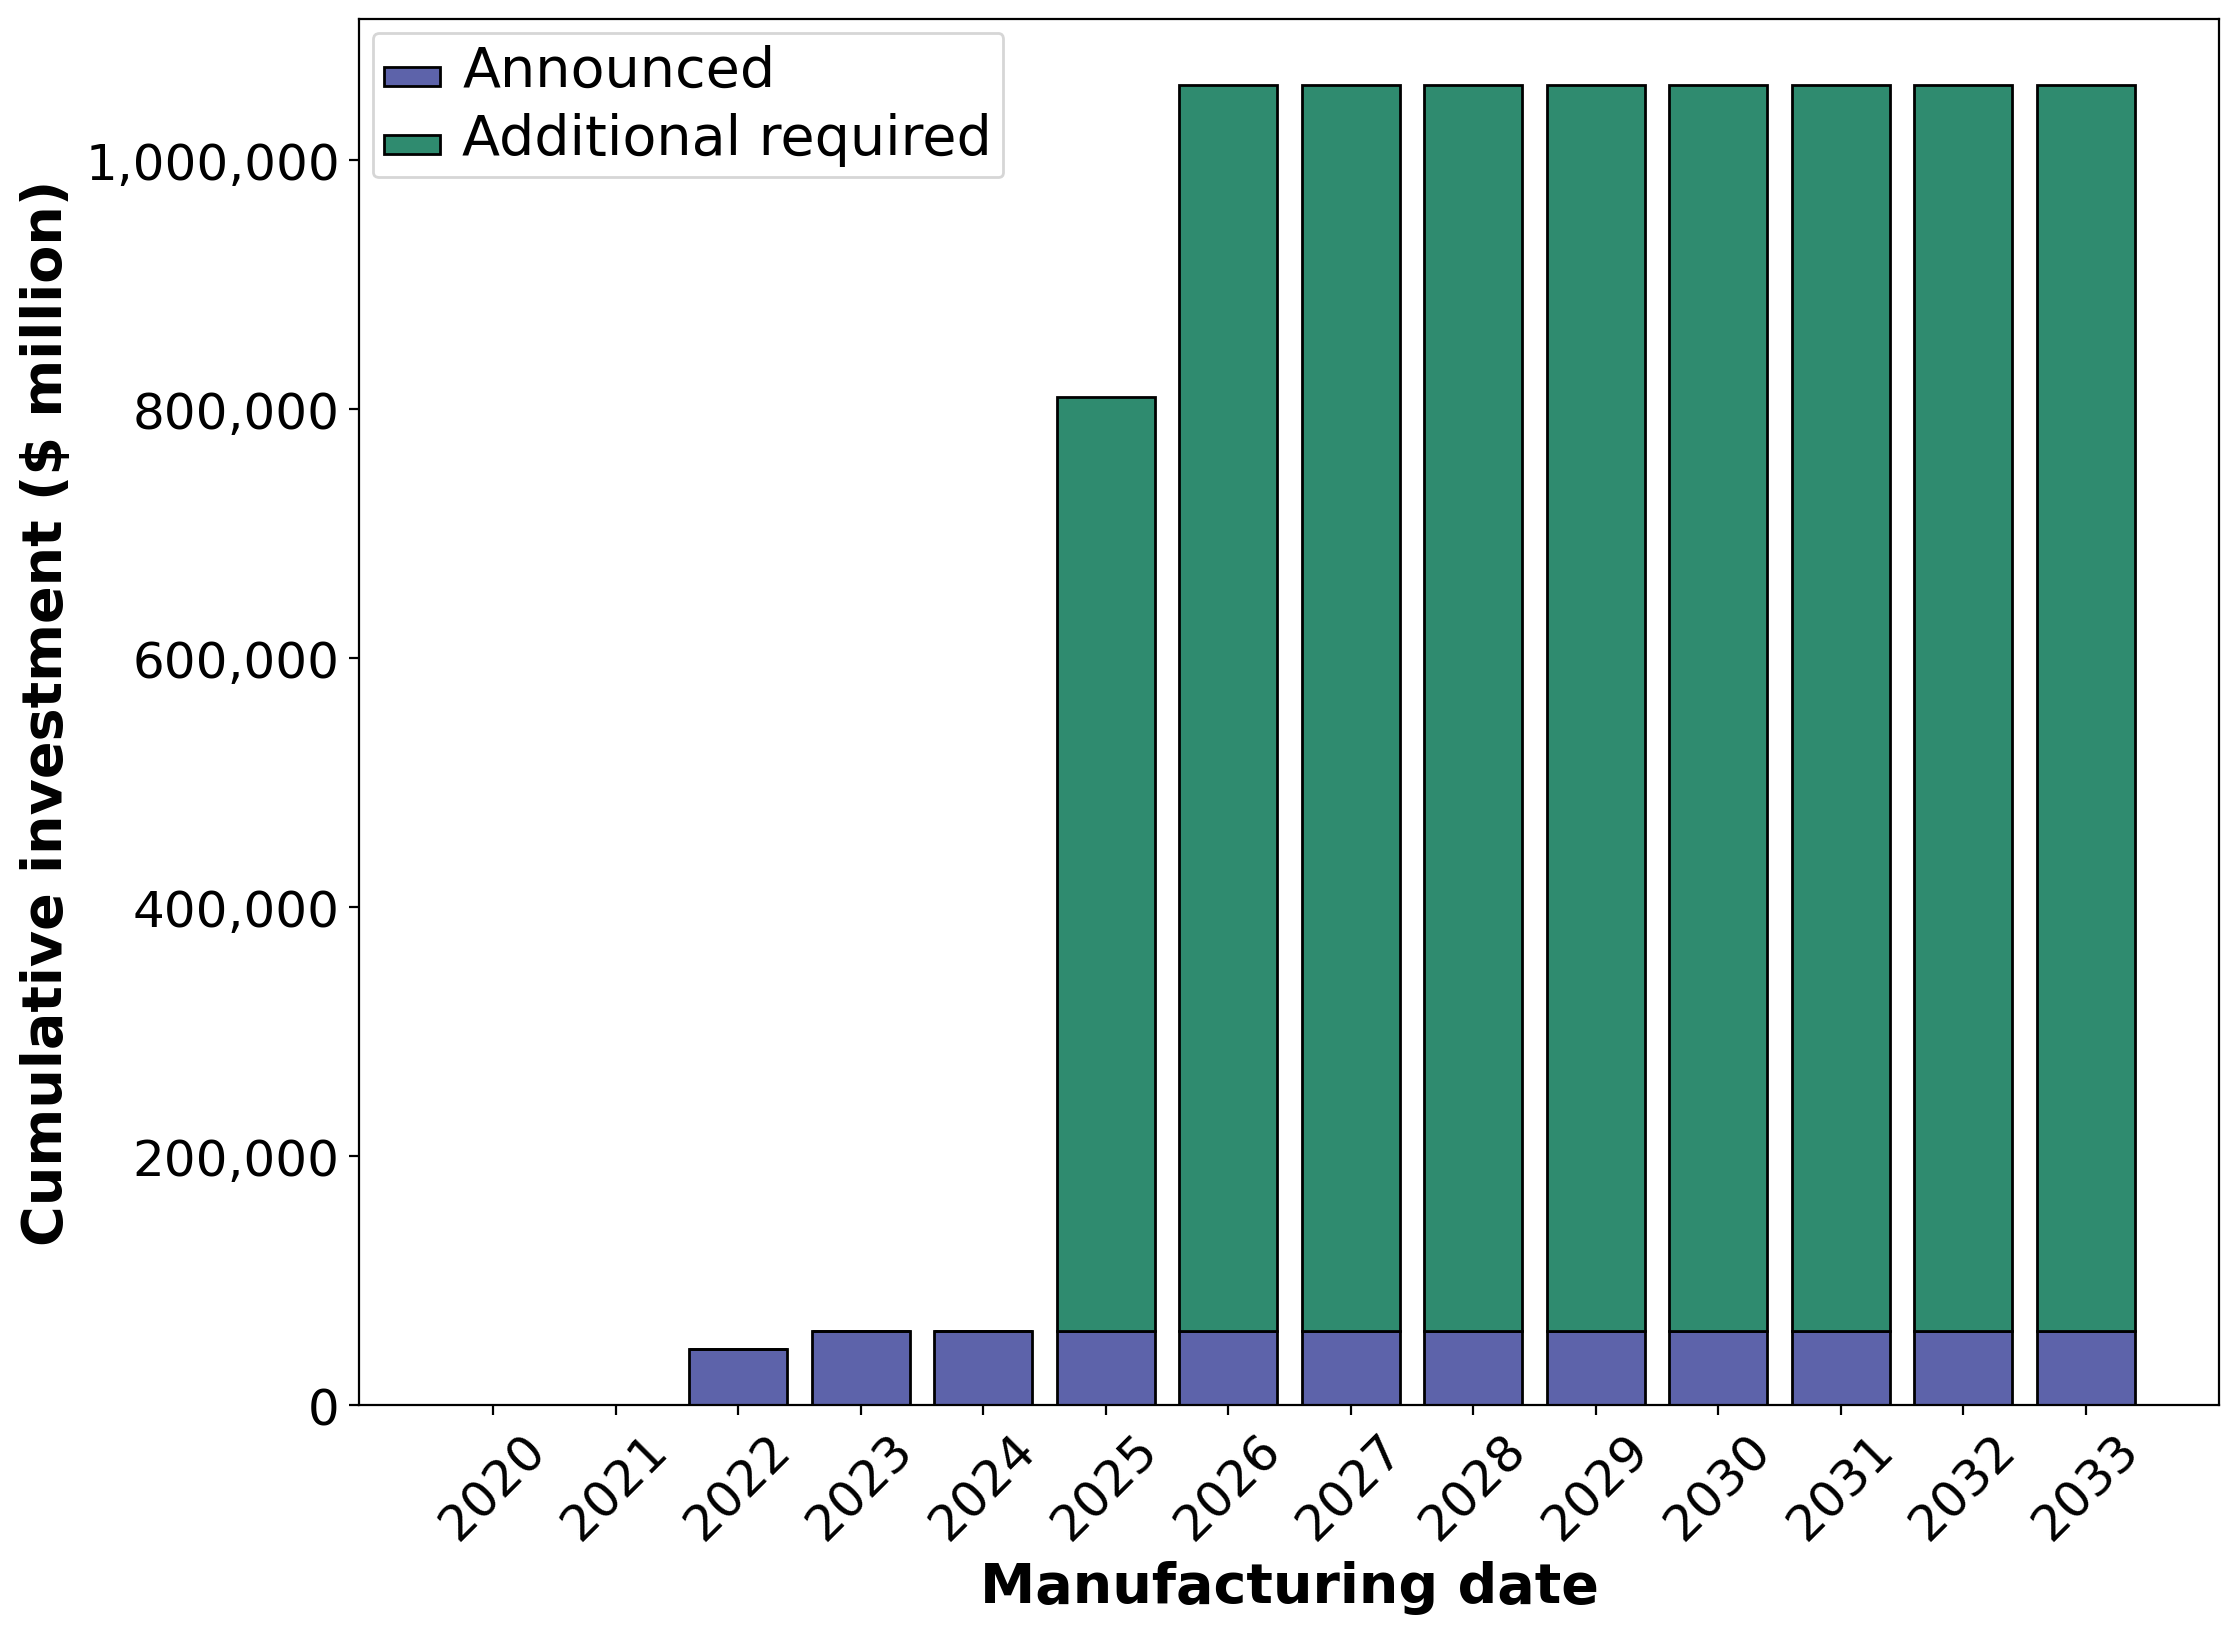 Announced
Additional required
Cumulative investment ($ million)
1,000,000
800,000
600,000
400,000
200,000
0
2020 2021 2022 2023 2024 2025 2026 2027 2028 2029 2030 2031 2032 2033
Manufacturing date